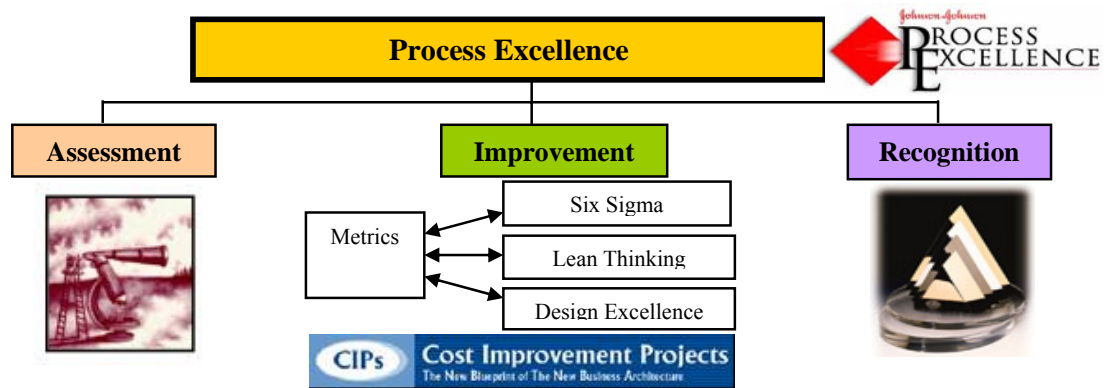 Process Excellence
Johnson & Johnson
PROCESS
EXCELLENCE
Assessment
Improvement
Recognition
Metrics
Six Sigma
Lean Thinking
Design Excellence
CIPs
Cost Improvement Projects
The New Blueprint of The New Business Architecture